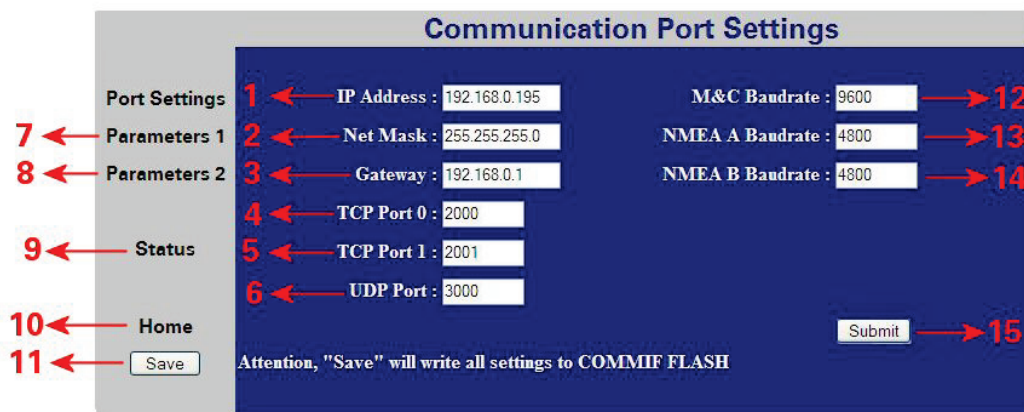 Communication Port Settings
Port Settings 1 IP Address : 192.168.0.195 M&C Baudrate : 9600 12
7 Parameters 1 2 Net Mask : 255.255.255.0 NMEA A Baudrate : 4800 13
8 Parameters 2 3 Gateway : 192.168.0.1 NMEA B Baudrate : 4800 14
4 TCP Port 0 : 2000
9 Status 5 TCP Port 1 : 2001
6 UDP Port : 3000
10 Home Submit 15
11 Save Attention, "Save" will write all settings to COMMIF FLASH